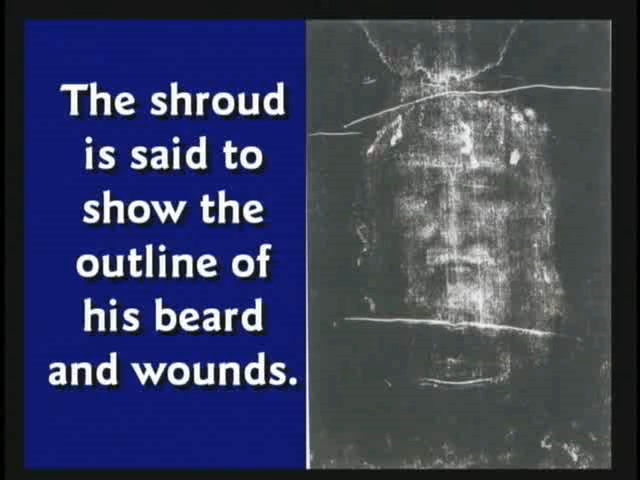 The shroud
is said to
show the
outline of
his beard
and wounds.